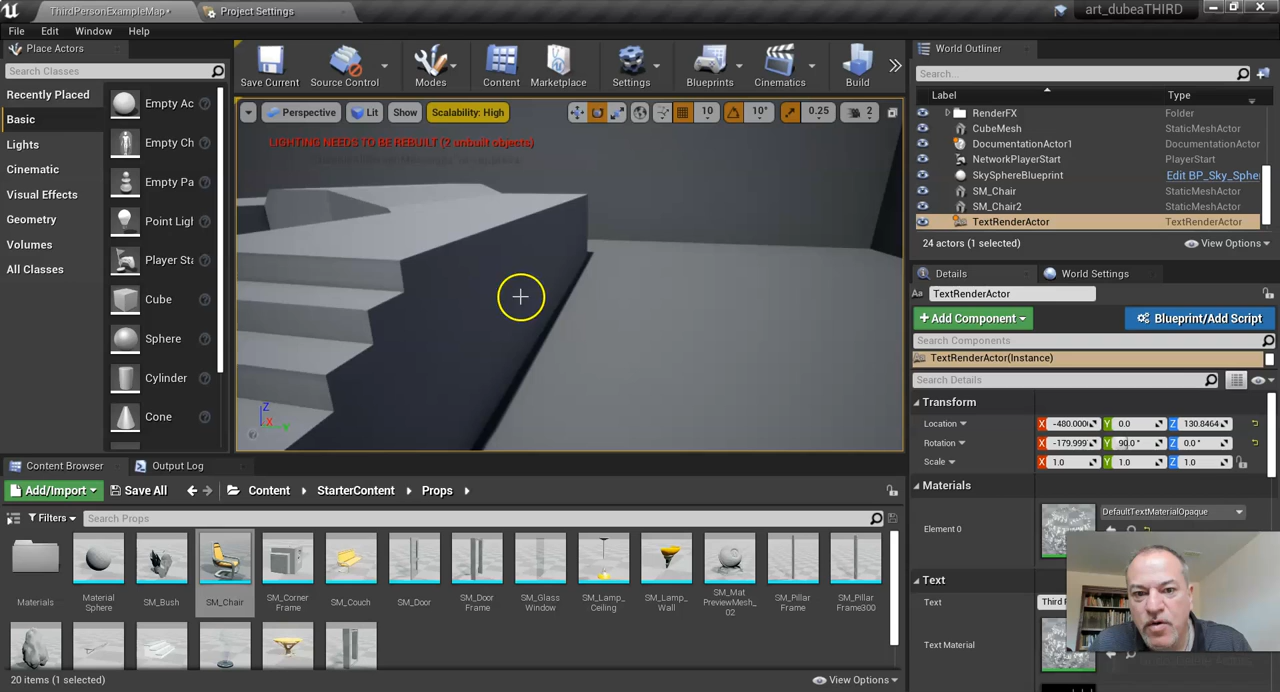 ThirdPersonExampleMap*
Project Settings
art_dubeaTHIRD
File Edit Window Help
Place Actors
Search Classes
Recently Placed
Basic
Lights
Cinematic
Visual Effects
Geometry
Volumes
All Classes
Empty Ac
Empty Ch
Empty Pa
Point Ligh
Player Sta
Cube
Sphere
Cylinder
Cone
Save Current
Source Control
Modes
Content
Marketplace
Settings
Blueprints
Cinematics
Build
Perspective
Lit
Show
Scalability: High
10
10°
0.25
2
LIGHTING NEEDS TO BE REBUILT (2 unbuilt objects)
Z
X
World Outliner
Search...
Label Type
RenderFX Folder
CubeMesh StaticMeshActor
DocumentationActor1 DocumentationActor
NetworkPlayerStart PlayerStart
SkySphereBlueprint Edit BP_Sky_Sphe
SM_Chair StaticMeshActor
SM_Chair2 StaticMeshActor
TextRenderActor TextRenderActor
24 actors (1 selected)
View Options
Details
World Settings
TextRenderActor
Add Component
Blueprint/Add Script
Search Components
TextRenderActor(Instance)
Search Details
Transform
Location X -480.000 Y 0.0 Z 130.8464
Rotation X -179.999 Y 90.0 ° Z 0.0 °
Scale X 1.0 Y 1.0 Z 1.0
Materials
Element 0
DefaultTextMaterialOpaque
Text
Text Third P
Text Material
Content Browser
Output Log
Add/Import
Save All
Content
StarterContent
Props
Filters
Search Props
Materials
Material Sphere
SM_Bush
SM_Chair
SM_Corner Frame
SM_Couch
SM_Door
SM_Door Frame
SM_Glass Window
SM_Lamp_ Ceiling
SM_Lamp_ Wall
SM_Mat PreviewMesh_ 02
SM_Pillar Frame
SM_Pillar Frame300
20 items (1 selected)
View Options